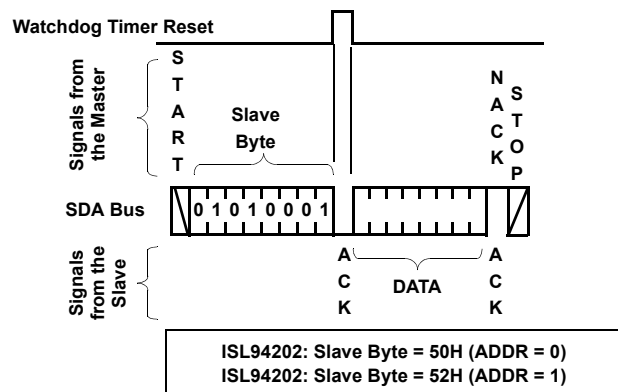 Watchdog Timer Reset
Signals from
the Master
START
Slave
Byte
NACK
STOP
SDA Bus
0 1 0 1 0 0 0 1
Signals
from the
Slave
ACK
DATA
ACK
ISL94202: Slave Byte = 50H (ADDR = 0)
ISL94202: Slave Byte = 52H (ADDR = 1)